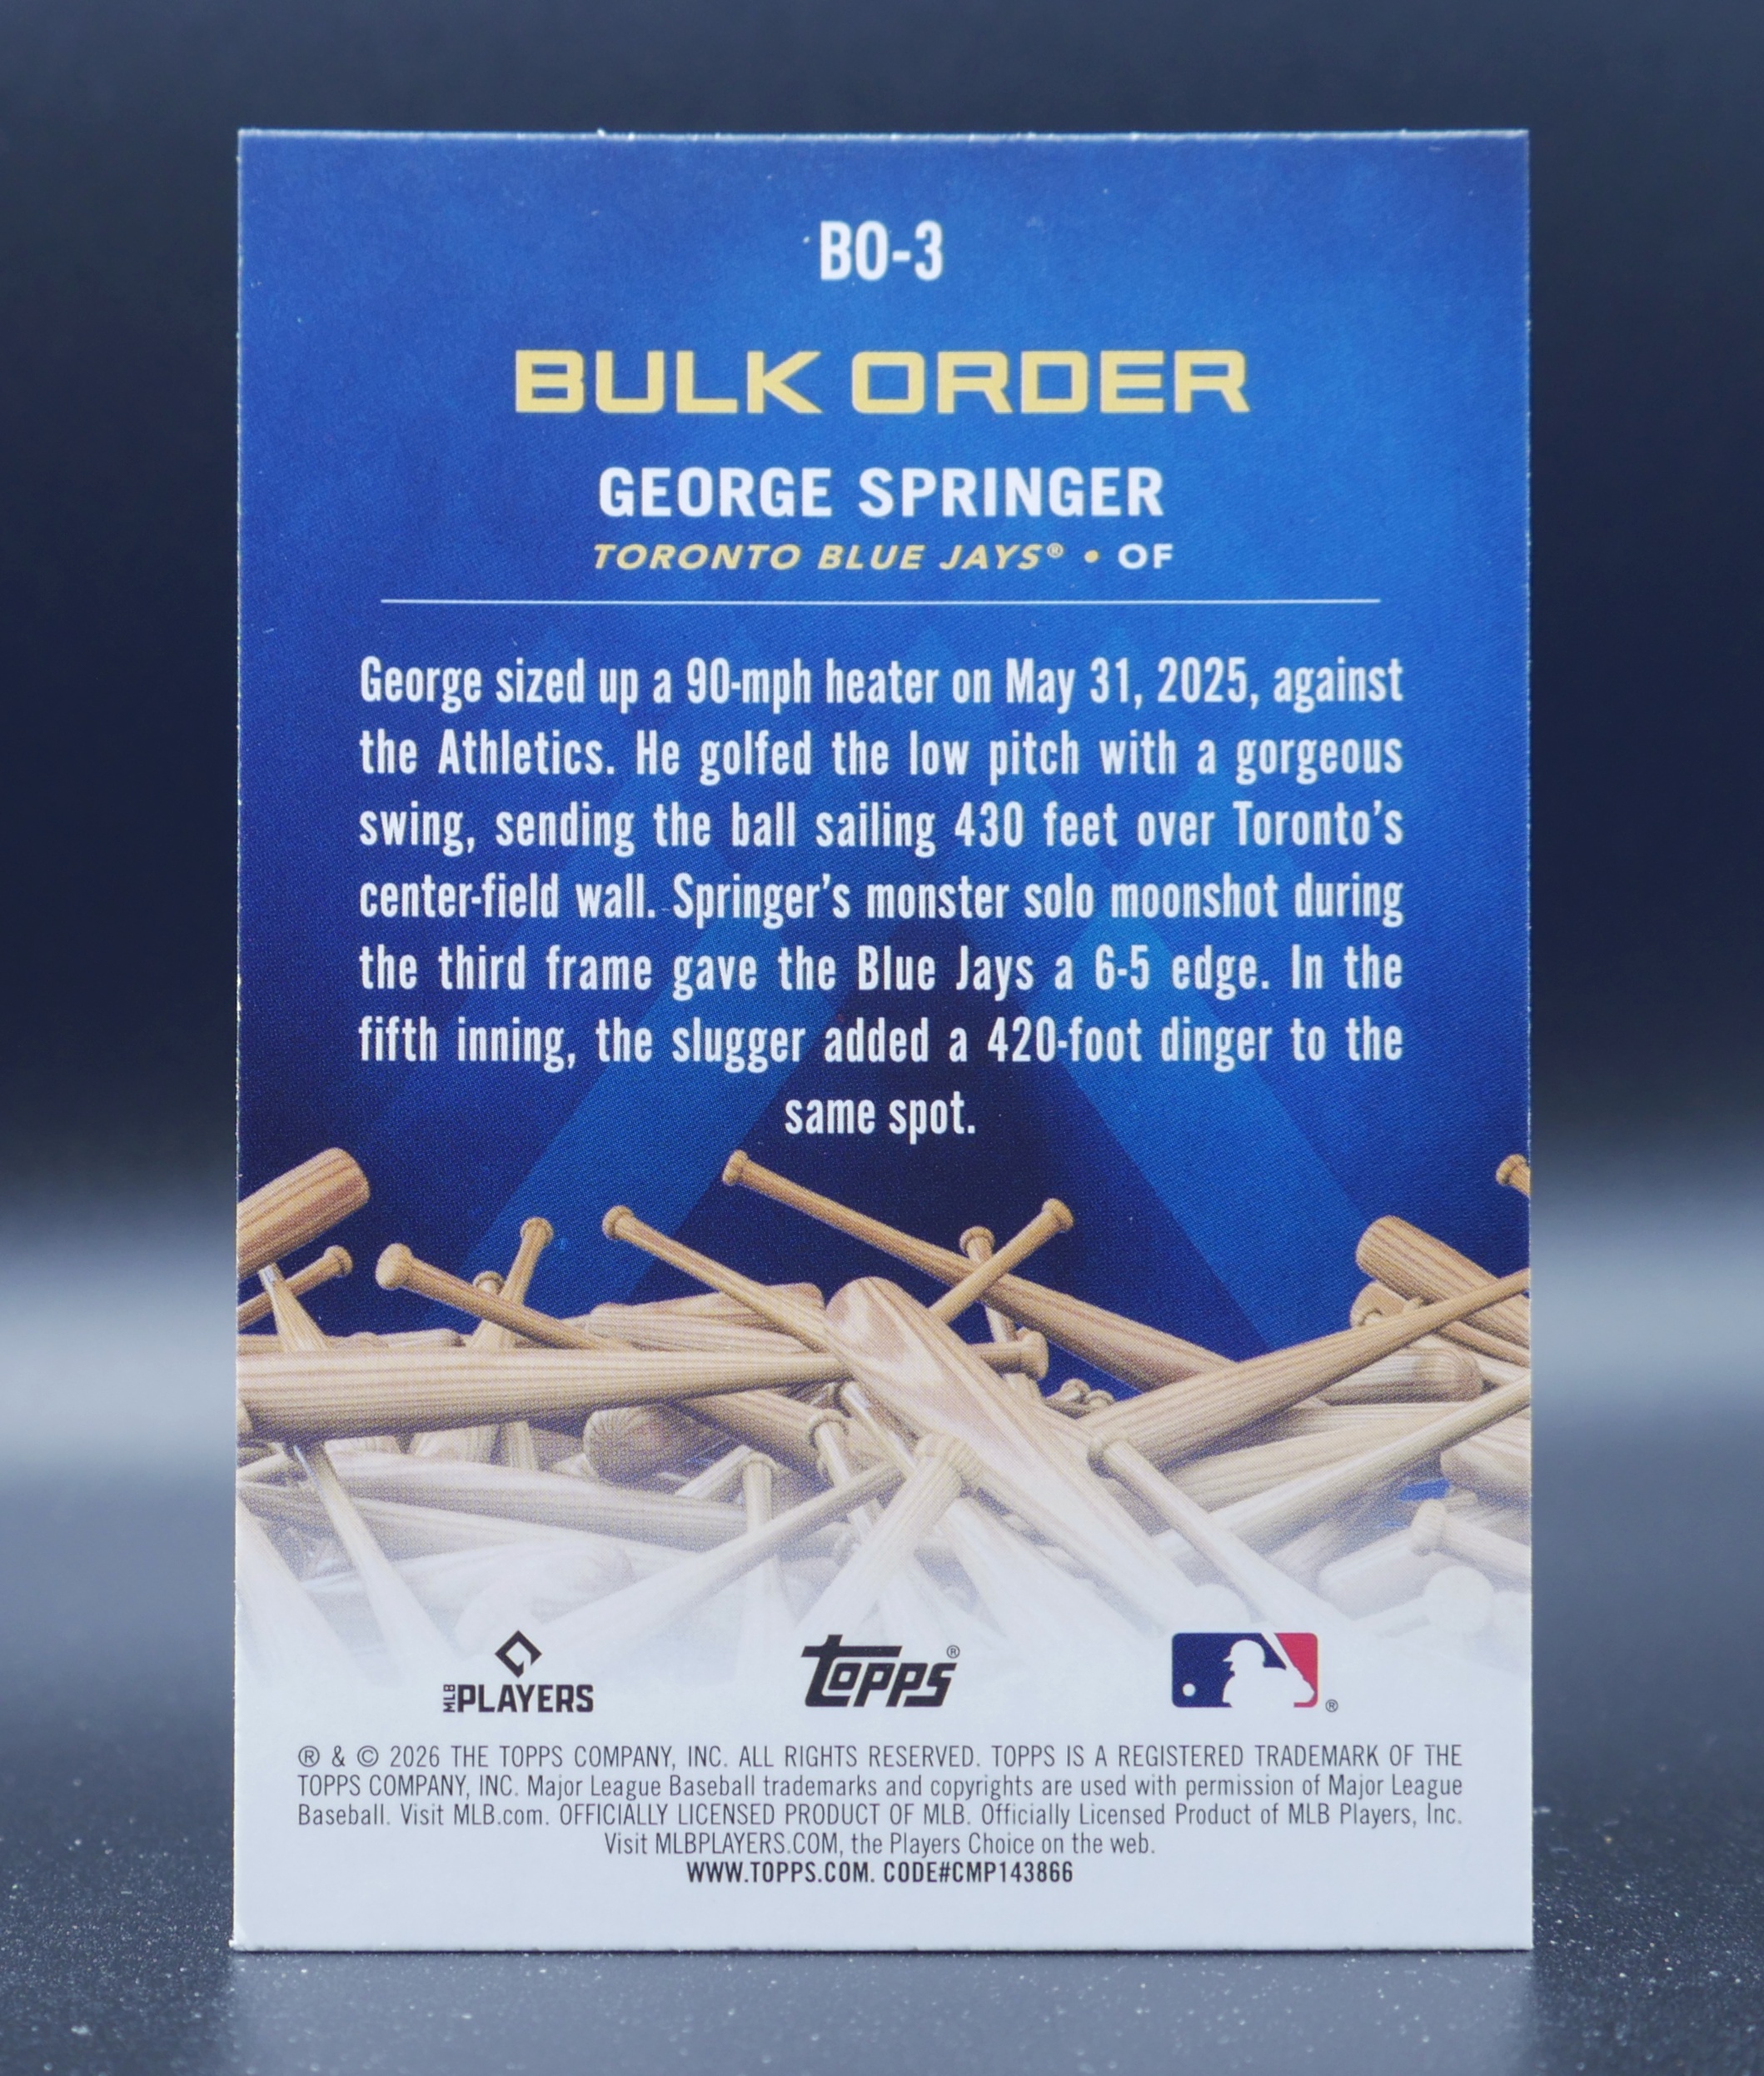 BO-3
BULK ORDER
GEORGE SPRINGER
TORONTO BLUE JAYS® • OF
George sized up a 90-mph heater on May 31, 2025, against
the Athletics. He golfed the low pitch with a gorgeous
swing, sending the ball sailing 430 feet over Toronto's
center-field wall. Springer's monster solo moonshot during
the third frame gave the Blue Jays a 6-5 edge. In the
fifth inning, the slugger added a 420-foot dinger to the
same spot.
MLB PLAYERS
Topps®
®
® & © 2026 THE TOPPS COMPANY, INC. ALL RIGHTS RESERVED. TOPPS IS A REGISTERED TRADEMARK OF THE
TOPPS COMPANY, INC. Major League Baseball trademarks and copyrights are used with permission of Major League
Baseball. Visit MLB.com. OFFICIALLY LICENSED PRODUCT OF MLB. Officially Licensed Product of MLB Players, Inc.
Visit MLBPLAYERS.COM, the Players Choice on the web.
WWW.TOPPS.COM. CODE#CMP143866